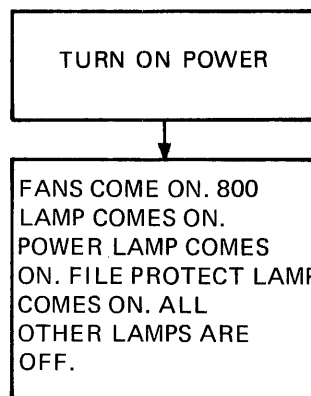 TURN ON POWER
FANS COME ON. 800
LAMP COMES ON.
POWER LAMP COMES
ON. FILE PROTECT LAMP
COMES ON. ALL
OTHER LAMPS ARE
OFF.